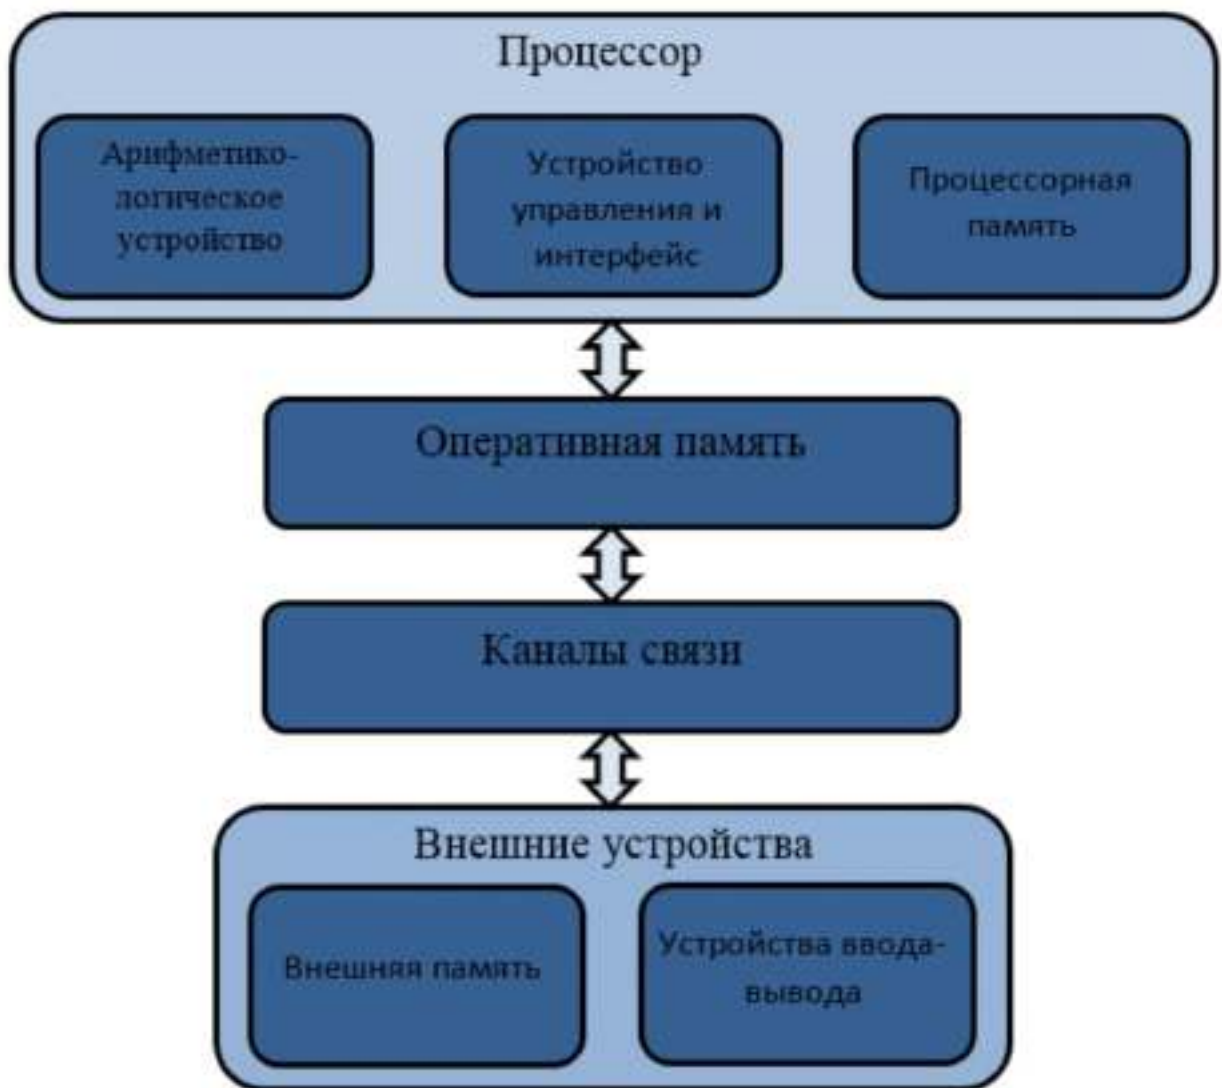 Процессор
Арифметико-
логическое
устройство
Устройство
управления и
интерфейс
Процессорная
память
Оперативная память
Каналы связи
Внешние устройства
Внешняя память
Устройства ввода-
вывода